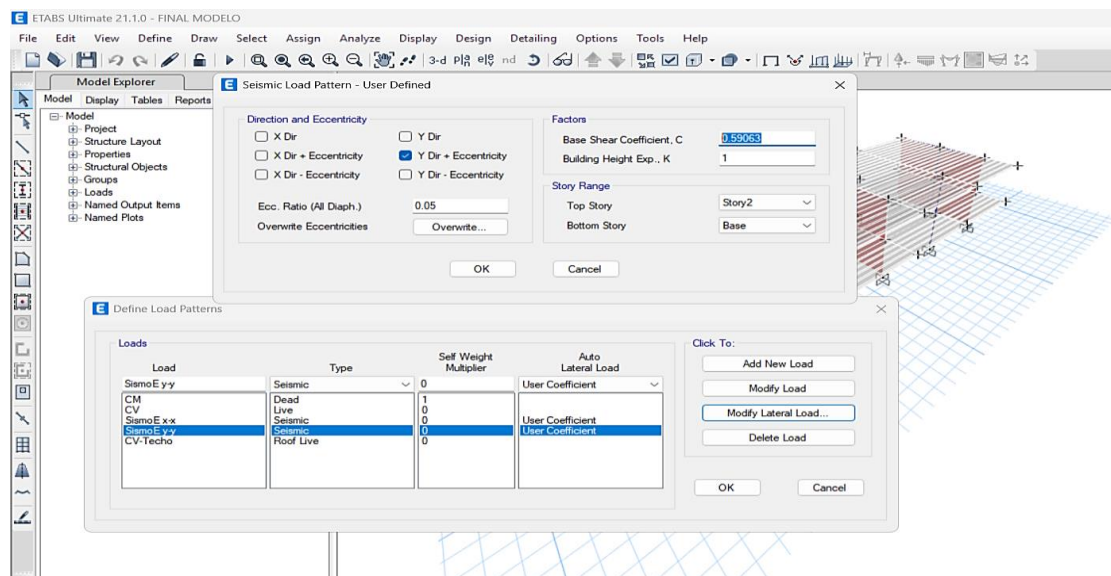 ETABS Ultimate 21.1.0 - FINAL MODELO
File Edit View Define Draw Select Assign Analyze Display Design Detailing Options Tools Help
3-d
nd
Model Explorer
Model Display Tables Reports
Model
Project
Structure Layout
Properties
Structural Objects
Groups
Loads
Named Output Items
Named Plots
Seismic Load Pattern - User Defined
Direction and Eccentricity
X Dir Y Dir
X Dir + Eccentricity Y Dir + Eccentricity
X Dir - Eccentricity Y Dir - Eccentricity
Ecc. Ratio (All Diaph.) 0.05
Overwrite Eccentricities Overwrite...
Factors
Base Shear Coefficient, C 0.59063
Building Height Exp., K 1
Story Range
Top Story Story2
Bottom Story Base
OK Cancel
Define Load Patterns
Loads
Load Type Self Weight Multiplier Auto Lateral Load
SismoE y-y Seismic 0 User Coefficient
CM Dead 1
CV Live 0
SismoE x-x Seismic 0 User Coefficient
SismoE y-y Seismic 0 User Coefficient
CV-Techo Roof Live 0
Click To:
Add New Load
Modify Load
Modify Lateral Load...
Delete Load
OK Cancel